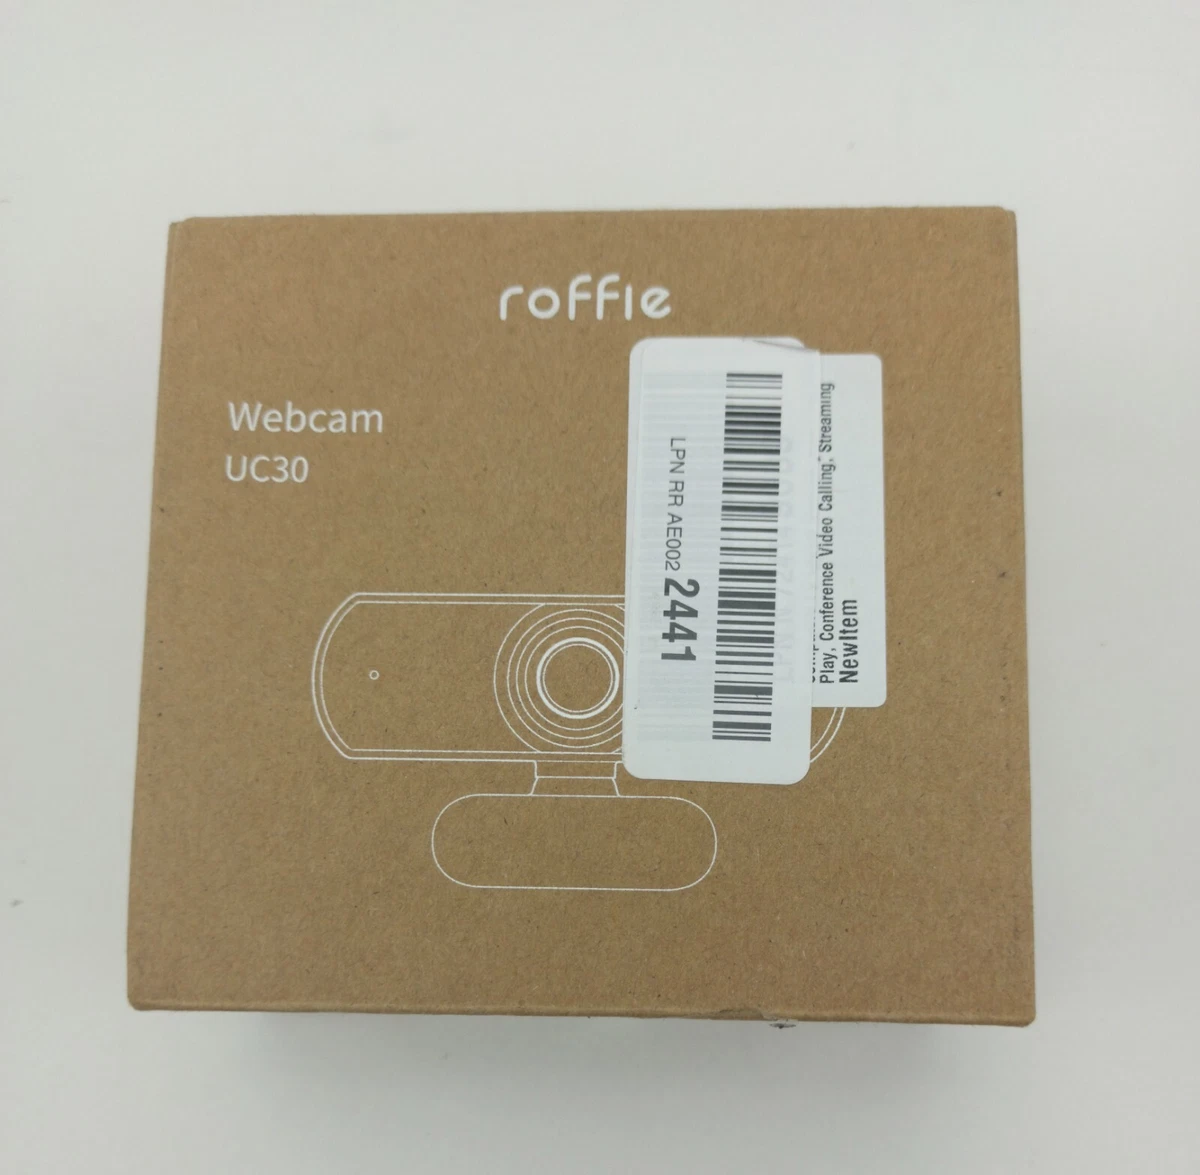 roffie
Webcam
UC30
LPN RR AE002 2441
Play, Conference Video Calling, Streaming
NewItem